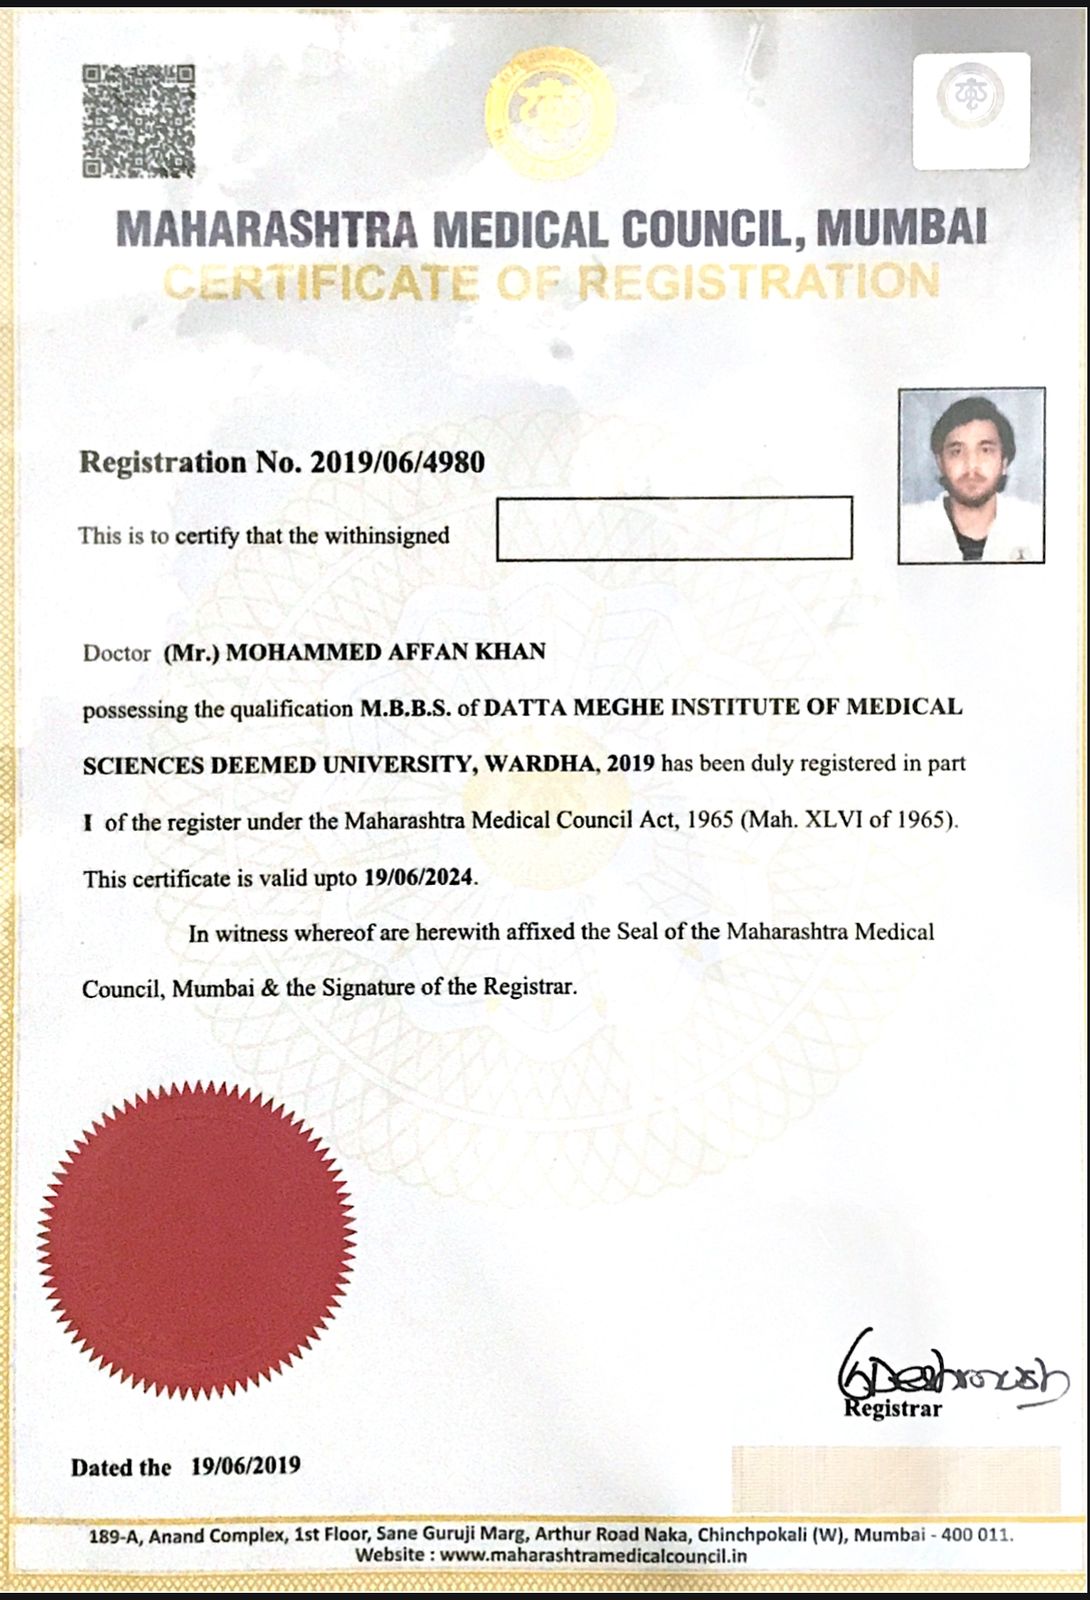 MAHARASHTRA MEDICAL COUNCIL, MUMBAI
CERTIFICATE OF REGISTRATION
Registration No. 2019/06/4980
This is to certify that the withinsigned
Doctor (Mr.) MOHAMMED AFFAN KHAN
possessing the qualification M.B.B.S. of DATTA MEGHE INSTITUTE OF MEDICAL
SCIENCES DEEMED UNIVERSITY, WARDHA, 2019 has been duly registered in part
I of the register under the Maharashtra Medical Council Act, 1965 (Mah. XLVI of 1965).
This certificate is valid upto 19/06/2024.
In witness whereof are herewith affixed the Seal of the Maharashtra Medical
Council, Mumbai & the Signature of the Registrar.
Registrar
Dated the 19/06/2019
189-A, Anand Complex, 1st Floor, Sane Guruji Marg, Arthur Road Naka, Chinchpokali (W), Mumbai - 400 011.
Website : www.maharashtramedicalcouncil.in